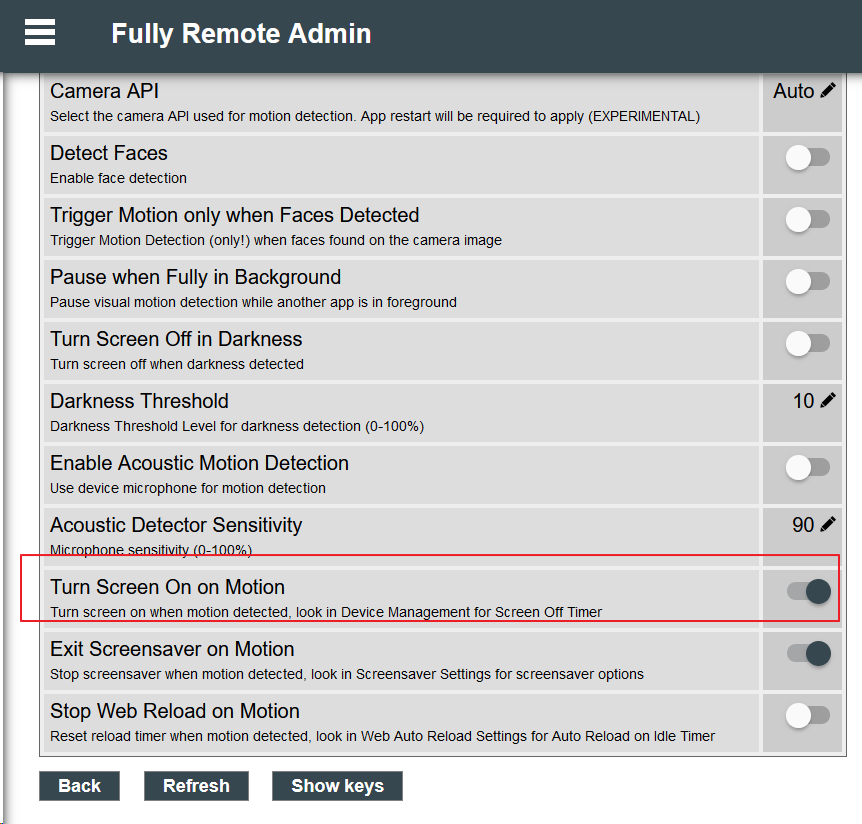 Fully Remote Admin
Camera API
Auto
Select the camera API used for motion detection. App restart will be required to apply (EXPERIMENTAL)
Detect Faces
Enable face detection
Trigger Motion only when Faces Detected
Trigger Motion Detection (only!) when faces found on the camera image
Pause when Fully in Background
Pause visual motion detection while another app is in foreground
Turn Screen Off in Darkness
Turn screen off when darkness detected
Darkness Threshold
10
Darkness Threshold Level for darkness detection (0-100%)
Enable Acoustic Motion Detection
Use device microphone for motion detection
Acoustic Detector Sensitivity
90
Microphone sensitivity (0-100%)
Turn Screen On on Motion
Turn screen on when motion detected, look in Device Management for Screen Off Timer
Exit Screensaver on Motion
Stop screensaver when motion detected, look in Screensaver Settings for screensaver options
Stop Web Reload on Motion
Reset reload timer when motion detected, look in Web Auto Reload Settings for Auto Reload on Idle Timer
Back
Refresh
Show keys